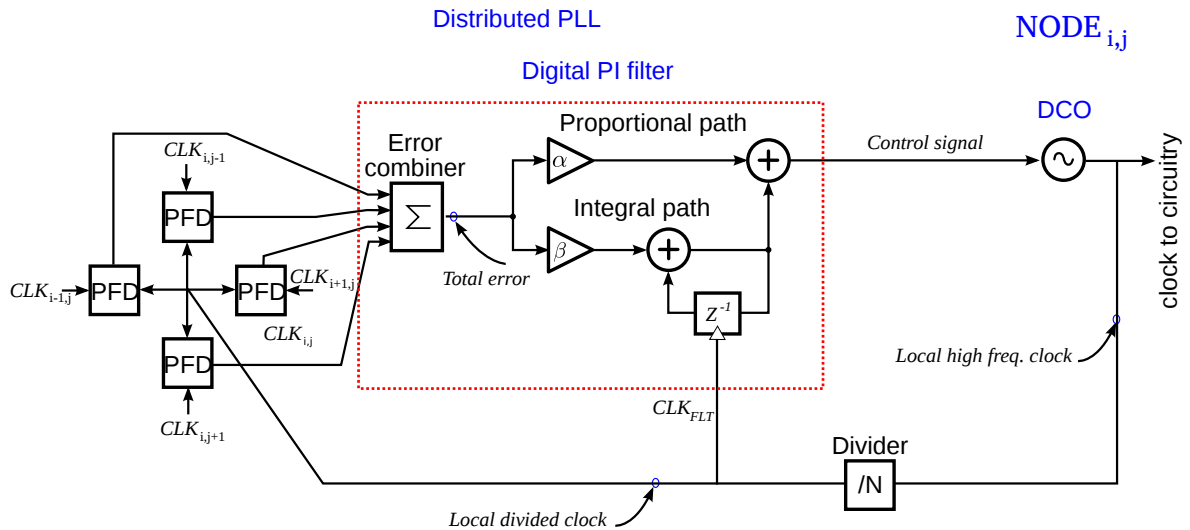 Distributed PLL
NODE i,j
Digital PI filter
DCO
Error
combiner
Proportional path
Control signal
clock to circuitry
CLK i,j-1
α
+
PFD
Σ
Integral path
β
+
Total error
PFD
PFD
CLK i-1,j
CLK i+1,j
Z -1
CLK i,j
PFD
Local high freq. clock
CLK FLT
CLK i,j+1
Divider
/N
Local divided clock